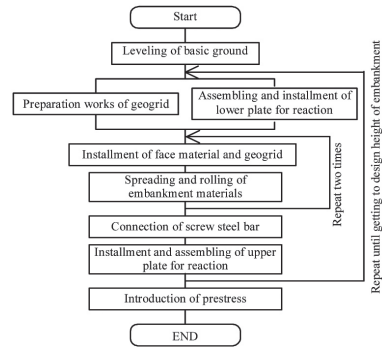 Start
Leveling of basic ground
Preparation works of geogrid
Assembling and installment of
lower plate for reaction
Installment of face material and geogrid
Spreading and rolling of
embankment materials
Repeat two times
Connection of screw steel bar
Installment and assembling of upper
plate for reaction
Introduction of prestress
END
Repeat until getting to design height of embankment